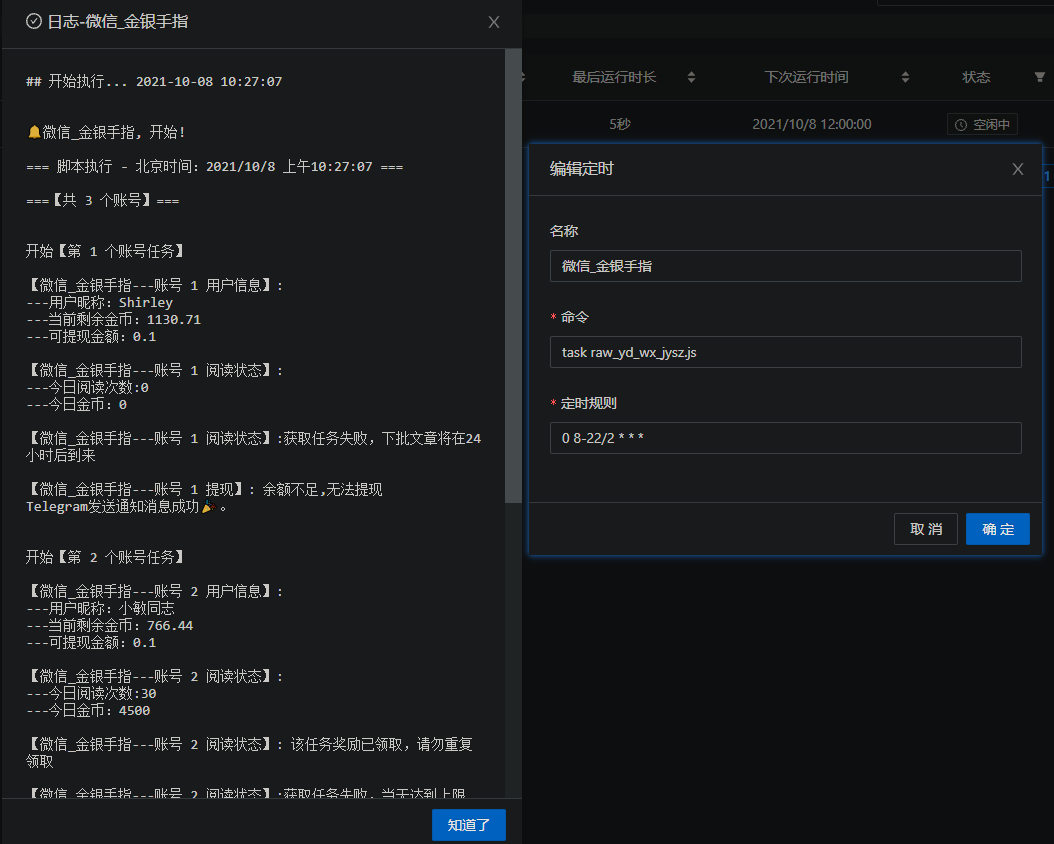 日志-微信_金银手指
## 开始执行... 2021-10-08 10:27:07
微信_金银手指, 开始!
=== 脚本执行 - 北京时间: 2021/10/8 上午10:27:07 ===
===【共 3 个账号】===
开始【第 1 个账号任务】
【微信_金银手指---账号 1 用户信息】:
---用户昵称: Shirley
---当前剩余金币: 1130.71
---可提现金额: 0.1
【微信_金银手指---账号 1 阅读状态】:
---今日阅读次数:0
---今日金币: 0
【微信_金银手指---账号 1 阅读状态】:获取任务失败, 下批文章将在24
小时后到来
【微信_金银手指---账号 1 提现】: 余额不足,无法提现
Telegram发送通知消息成功🎉。
开始【第 2 个账号任务】
【微信_金银手指---账号 2 用户信息】:
---用户昵称: 小敏同志
---当前剩余金币: 766.44
---可提现金额: 0.1
【微信_金银手指---账号 2 阅读状态】:
---今日阅读次数:30
---今日金币: 4500
【微信_金银手指---账号 2 阅读状态】: 该任务奖励已领取, 请勿重复
领取
【微信_金银手指---账号 2 阅读状态】:获取任务失败, 当天达到上限
知道了
最后运行时长 下次运行时间 状态
5秒 2021/10/8 12:00:00 空闲中
1
编辑定时
名称
微信_金银手指
* 命令
task raw_yd_wx_jysz.js
* 定时规则
0 8-22/2 * * *
取 消 确 定